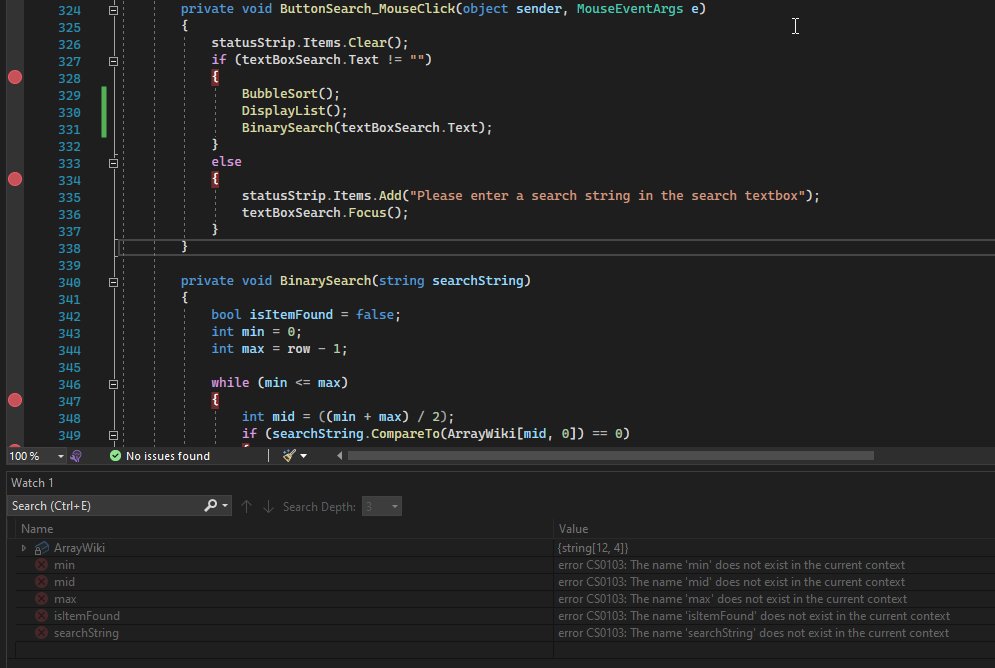 324 private void ButtonSearch_MouseClick(object sender, MouseEventArgs e)
325 {
326 statusStrip.Items.Clear();
327 if (textBoxSearch.Text != "")
328 {
329 BubbleSort();
330 DisplayList();
331 BinarySearch(textBoxSearch.Text);
332 }
333 else
334 {
335 statusStrip.Items.Add("Please enter a search string in the search textbox");
336 textBoxSearch.Focus();
337 }
338 }
339
340 private void BinarySearch(string searchString)
341 {
342 bool isItemFound = false;
343 int min = 0;
344 int max = row - 1;
345
346 while (min <= max)
347 {
348 int mid = ((min + max) / 2);
349 if (searchString.CompareTo(ArrayWiki[mid, 0]) == 0)
100 % No issues found
Watch 1
Search (Ctrl+E) Search Depth: 3
Name Value
ArrayWiki {string[12, 4]}
min error CS0103: The name 'min' does not exist in the current context
mid error CS0103: The name 'mid' does not exist in the current context
max error CS0103: The name 'max' does not exist in the current context
isItemFound error CS0103: The name 'isItemFound' does not exist in the current context
searchString error CS0103: The name 'searchString' does not exist in the current context